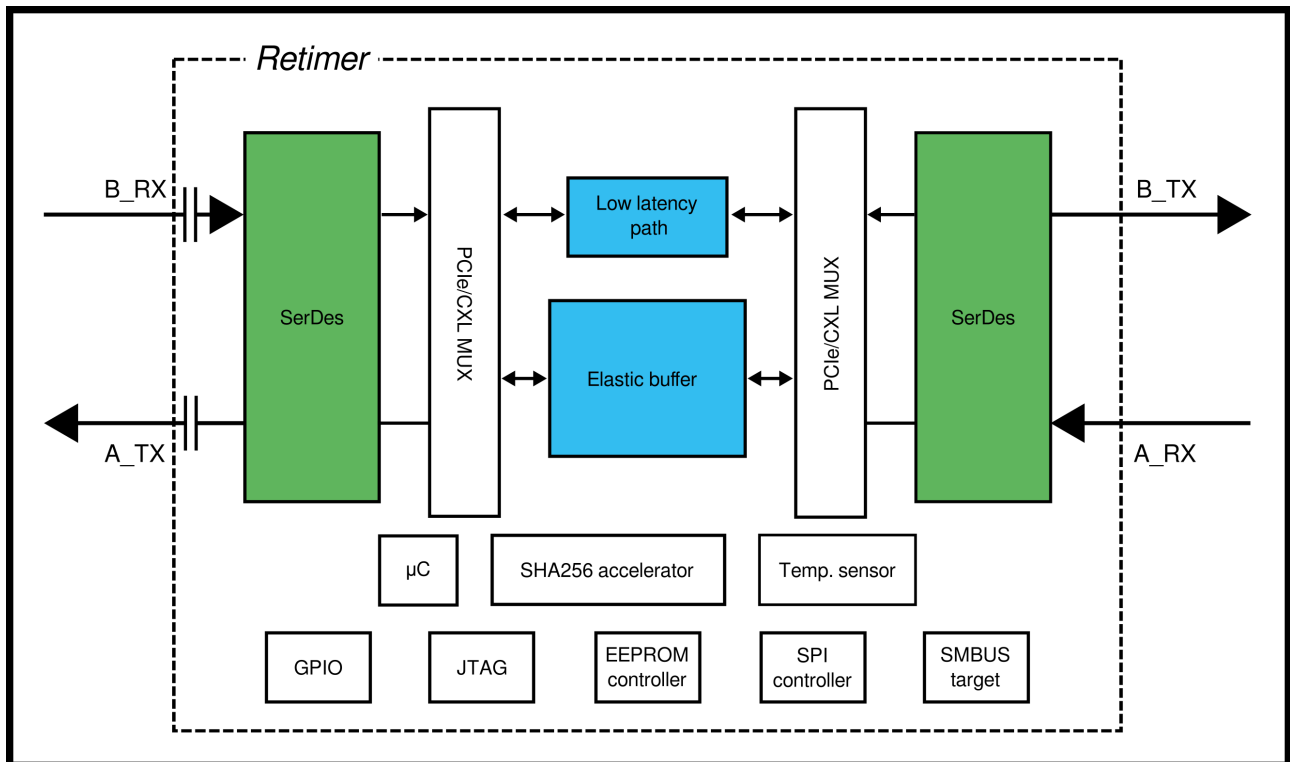 Retimer
B_RX
B_TX
Low latency
path
PCIe/CXL MUX
PCIe/CXL MUX
SerDes
SerDes
Elastic buffer
A_TX
A_RX
µC
SHA256 accelerator
Temp. sensor
GPIO
JTAG
EEPROM
controller
SPI
controller
SMBUS
target